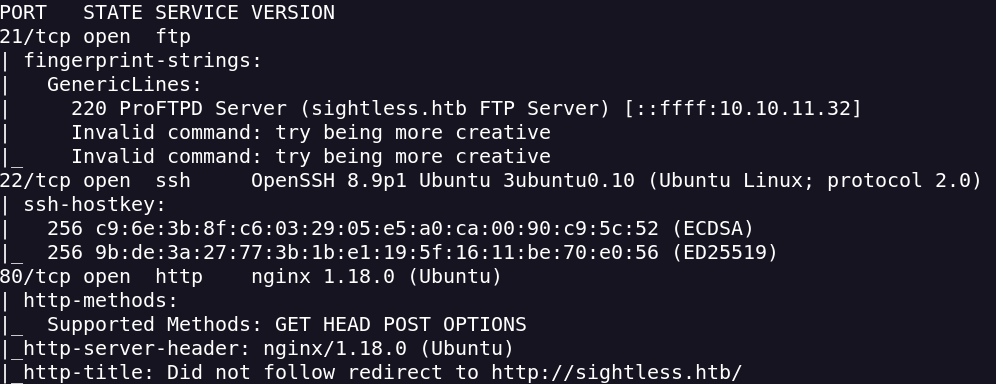 PORT   STATE SERVICE VERSION
21/tcp open  ftp
| fingerprint-strings:
|   GenericLines:
|     220 ProFTPD Server (sightless.htb FTP Server) [::ffff:10.10.11.32]
|     Invalid command: try being more creative
|_    Invalid command: try being more creative
22/tcp open  ssh     OpenSSH 8.9p1 Ubuntu 3ubuntu0.10 (Ubuntu Linux; protocol 2.0)
| ssh-hostkey:
|   256 c9:6e:3b:8f:c6:03:29:05:e5:a0:ca:00:90:c9:5c:52 (ECDSA)
|_  256 9b:de:3a:27:77:3b:1b:e1:19:5f:16:11:be:70:e0:56 (ED25519)
80/tcp open  http    nginx 1.18.0 (Ubuntu)
| http-methods:
|_  Supported Methods: GET HEAD POST OPTIONS
|_http-server-header: nginx/1.18.0 (Ubuntu)
|_http-title: Did not follow redirect to http://sightless.htb/